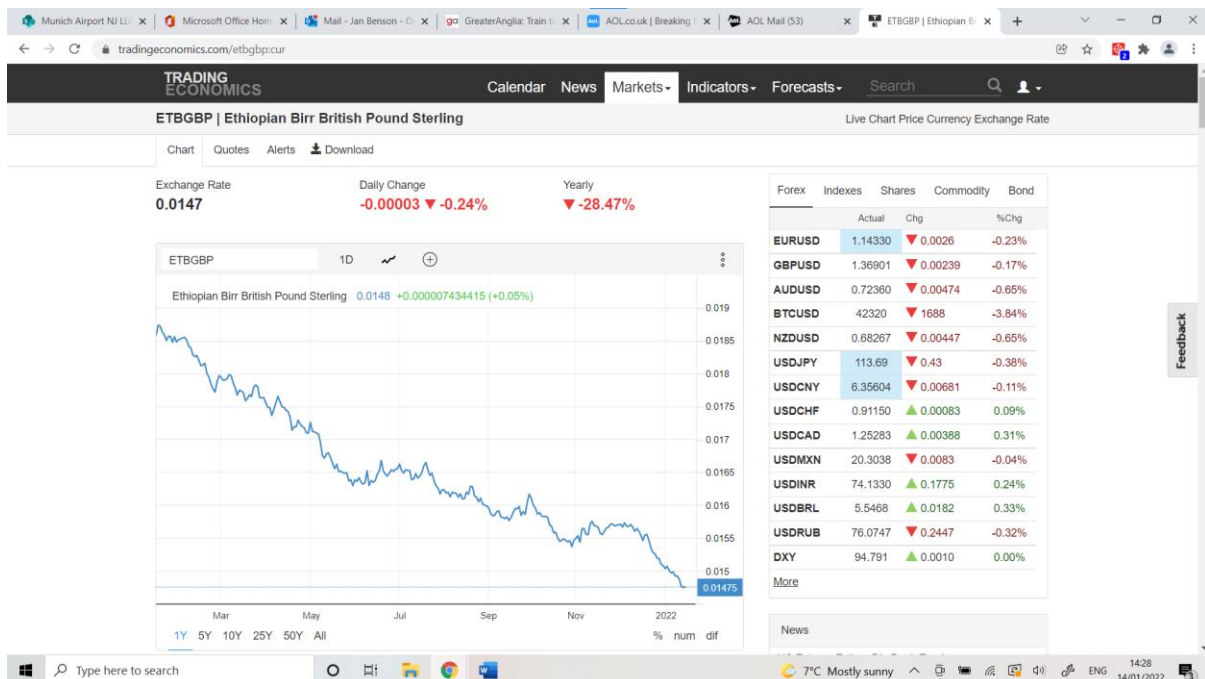 Munich Airport NJ LLC
Microsoft Office Hom
Mail - Jan Benson - O
GreaterAnglia: Train ti
AOL.co.uk | Breaking
AOL Mail (53)
ETBGBP | Ethiopian B
tradingeconomics.com/etbgbp:cur
2
TRADING
ECONOMICS
Calendar News Markets Indicators Forecasts Search
ETBGBP | Ethiopian Birr British Pound Sterling
Live Chart Price Currency Exchange Rate
Chart Quotes Alerts Download
Exchange Rate Daily Change Yearly
0.0147 -0.00003 ▼ -0.24% ▼ -28.47%
ETBGBP 1D
Ethiopian Birr British Pound Sterling 0.0148 +0.000007434415 (+0.05%)
0.019
0.0185
0.018
0.0175
0.017
0.0165
0.016
0.0155
0.015
0.01475
Mar May Jul Sep Nov 2022
1Y 5Y 10Y 25Y 50Y All % num dif
Forex Indexes Shares Commodity Bond
Actual Chg %Chg
EURUSD 1.14330 ▼ 0.0026 -0.23%
GBPUSD 1.36901 ▼ 0.00239 -0.17%
AUDUSD 0.72360 ▼ 0.00474 -0.65%
BTCUSD 42320 ▼ 1688 -3.84%
NZDUSD 0.68267 ▼ 0.00447 -0.65%
USDJPY 113.69 ▼ 0.43 -0.38%
USDCNY 6.35604 ▼ 0.00681 -0.11%
USDCHF 0.91150 ▲ 0.00083 0.09%
USDCAD 1.25283 ▲ 0.00388 0.31%
USDMXN 20.3038 ▼ 0.0083 -0.04%
USDINR 74.1330 ▲ 0.1775 0.24%
USDBRL 5.5468 ▲ 0.0182 0.33%
USDRUB 76.0747 ▼ 0.2447 -0.32%
DXY 94.791 ▲ 0.0010 0.00%
More
News
Feedback
Type here to search
7°C Mostly sunny
ENG
14:28
14/01/2022